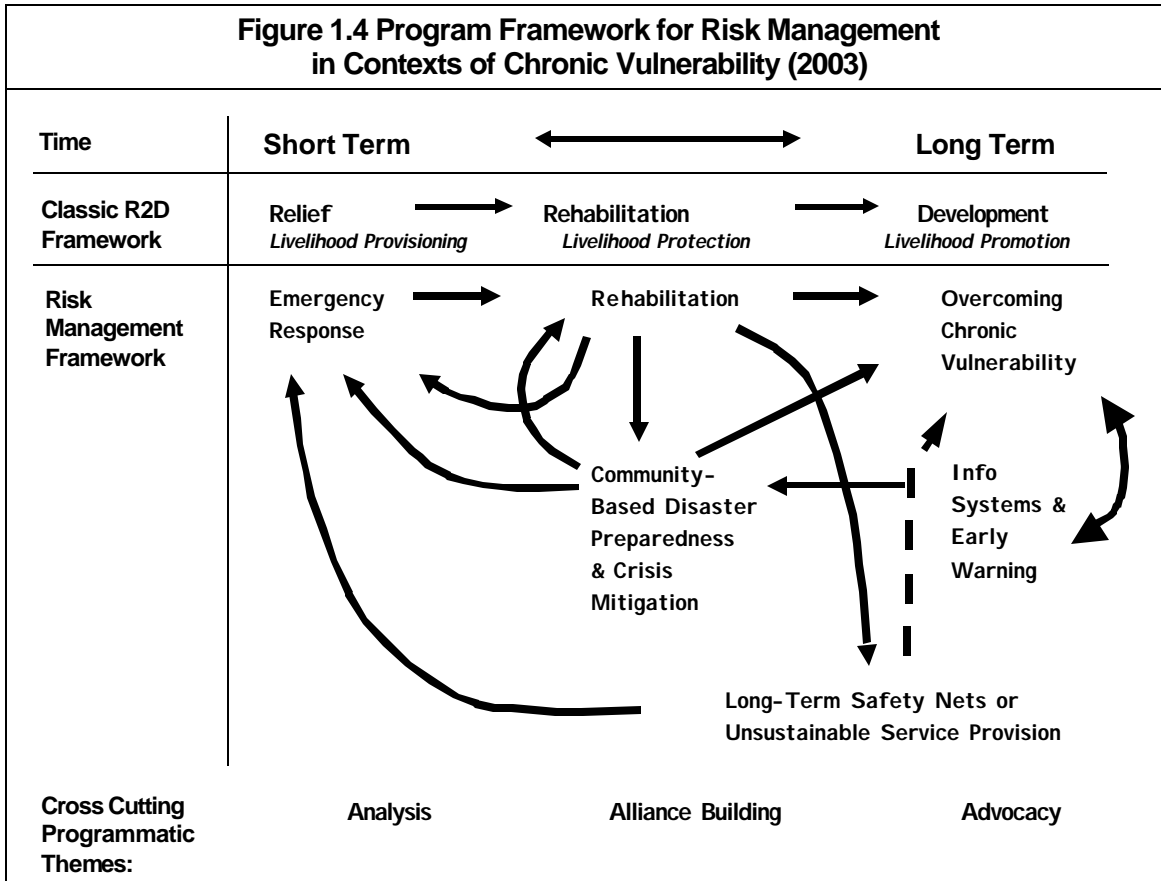 Figure 1.4 Program Framework for Risk Management
in Contexts of Chronic Vulnerability (2003)
Time
Short Term
Long Term
Classic R2D
Framework
Relief
Livelihood Provisioning
Rehabilitation
Livelihood Protection
Development
Livelihood Promotion
Risk
Management
Framework
Emergency
Response
Rehabilitation
Overcoming
Chronic
Vulnerability
Community-
Based Disaster
Preparedness
& Crisis
Mitigation
Info
Systems &
Early
Warning
Long-Term Safety Nets or
Unsustainable Service Provision
Cross Cutting
Programmatic
Themes:
Analysis
Alliance Building
Advocacy